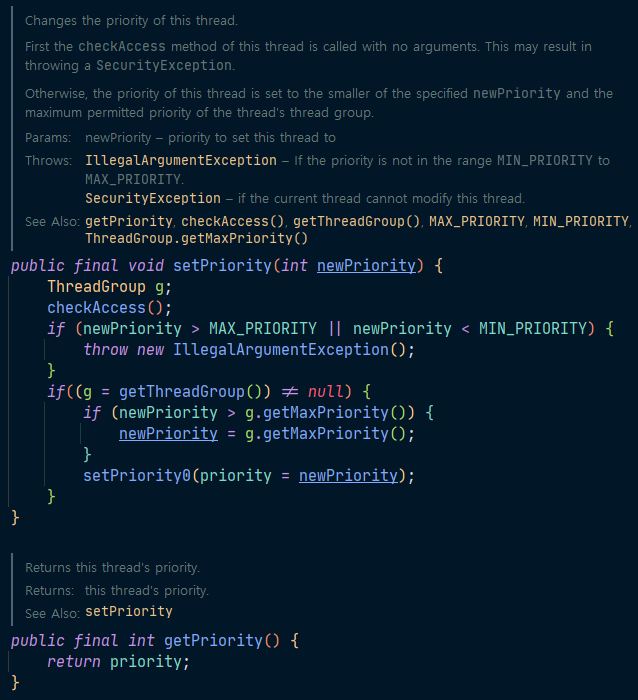 Changes the priority of this thread.
First the checkAccess method of this thread is called with no arguments. This may result in
throwing a SecurityException.
Otherwise, the priority of this thread is set to the smaller of the specified newPriority and the
maximum permitted priority of the thread's thread group.
Params: newPriority – priority to set this thread to
Throws: IllegalArgumentException – If the priority is not in the range MIN_PRIORITY to
MAX_PRIORITY.
SecurityException – if the current thread cannot modify this thread.
See Also: getPriority, checkAccess(), getThreadGroup(), MAX_PRIORITY, MIN_PRIORITY,
ThreadGroup.getMaxPriority()
public final void setPriority(int newPriority) {
    ThreadGroup g;
    checkAccess();
    if (newPriority > MAX_PRIORITY || newPriority < MIN_PRIORITY) {
        throw new IllegalArgumentException();
    }
    if((g = getThreadGroup()) != null) {
        if (newPriority > g.getMaxPriority()) {
            newPriority = g.getMaxPriority();
        }
        setPriority0(priority = newPriority);
    }
}
Returns this thread's priority.
Returns: this thread's priority.
See Also: setPriority
public final int getPriority() {
    return priority;
}